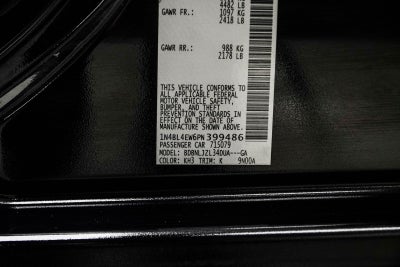 4482 LB
GAWR FR.: 1097 KG
2418 LB
GAWR RR.: 988 KG
2178 LB
THIS VEHICLE CONFORMS TO
ALL APPLICABLE FEDERAL
MOTOR VEHICLE SAFETY,
BUMPER, AND THEFT
PREVENTION STANDARDS IN
EFFECT ON THE DATE OF
MANUFACTURE SHOWN ABOVE.
1N4BL4EW6PN399486
PASSENGER CAR 715079
MODEL: BDBNLJZL34DUA---GA
COLOR: KH3 TRIM: K 9N00A